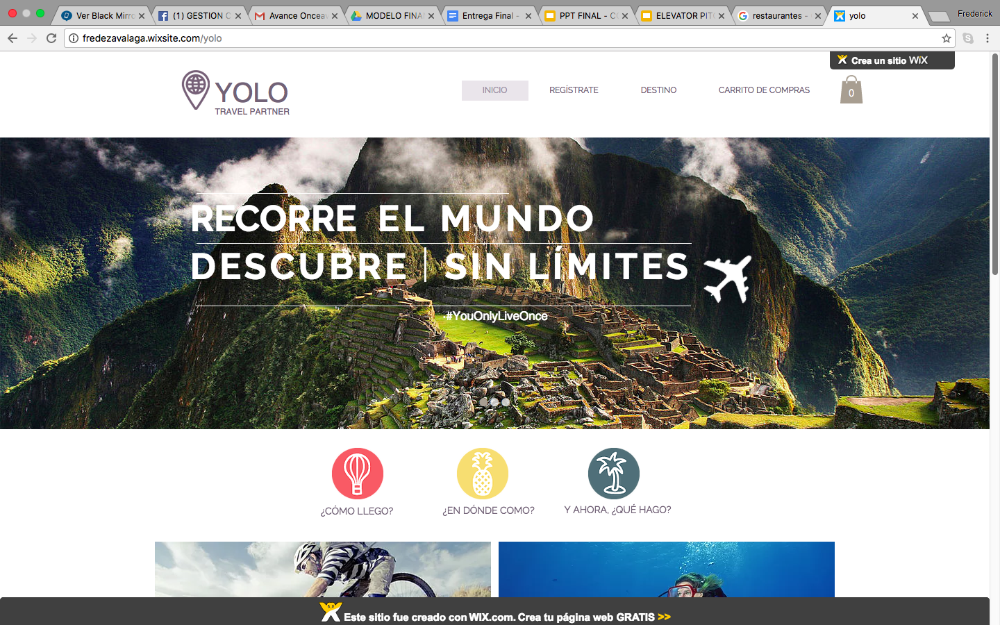 Ver Black Mirro
(1) GESTION C
Avance Oncea
MODELO FINA
Entrega Final -
PPT FINAL - CO
ELEVATOR PIT
restaurantes -
yolo
Frederick
fredezavalaga.wixsite.com/yolo
Crea un sitio WiX
YOLO
TRAVEL PARTNER
INICIO
REGÍSTRATE
DESTINO
CARRITO DE COMPRAS
0
RECORRE EL MUNDO
DESCUBRE | SIN LÍMITES
#YouOnlyLiveOnce
¿CÓMO LLEGO?
¿EN DÓNDE COMO?
Y AHORA, ¿QUÉ HAGO?
Este sitio fue creado con WIX.com. Crea tu página web GRATIS >>